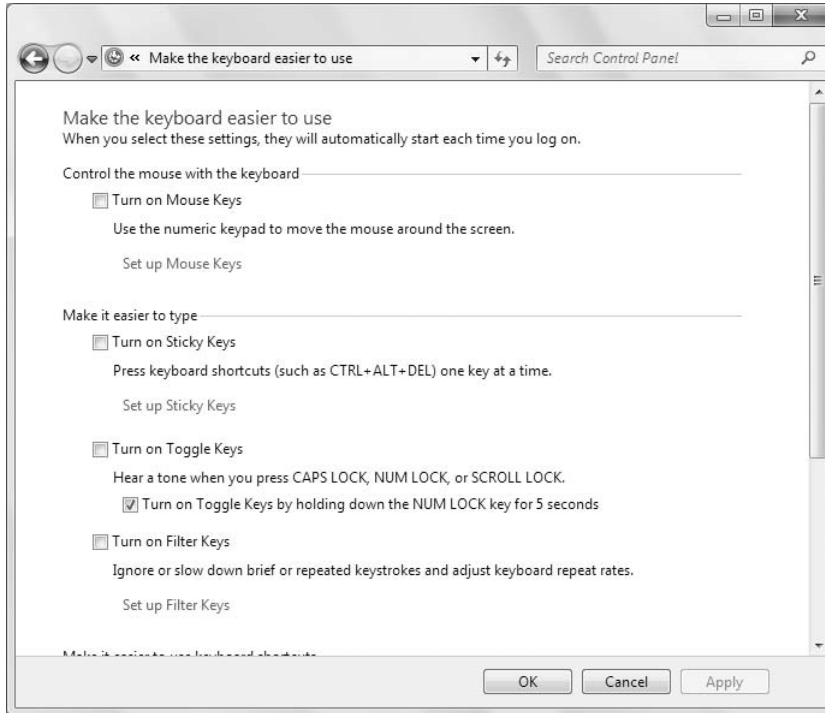 « Make the keyboard easier to use
Search Control Panel
Make the keyboard easier to use
When you select these settings, they will automatically start each time you log on.
Control the mouse with the keyboard
Turn on Mouse Keys
Use the numeric keypad to move the mouse around the screen.
Set up Mouse Keys
Make it easier to type
Turn on Sticky Keys
Press keyboard shortcuts (such as CTRL+ALT+DEL) one key at a time.
Set up Sticky Keys
Turn on Toggle Keys
Hear a tone when you press CAPS LOCK, NUM LOCK, or SCROLL LOCK.
Turn on Toggle Keys by holding down the NUM LOCK key for 5 seconds
Turn on Filter Keys
Ignore or slow down brief or repeated keystrokes and adjust keyboard repeat rates.
Set up Filter Keys
Make it easier to use keyboard shortcuts
OK Cancel Apply